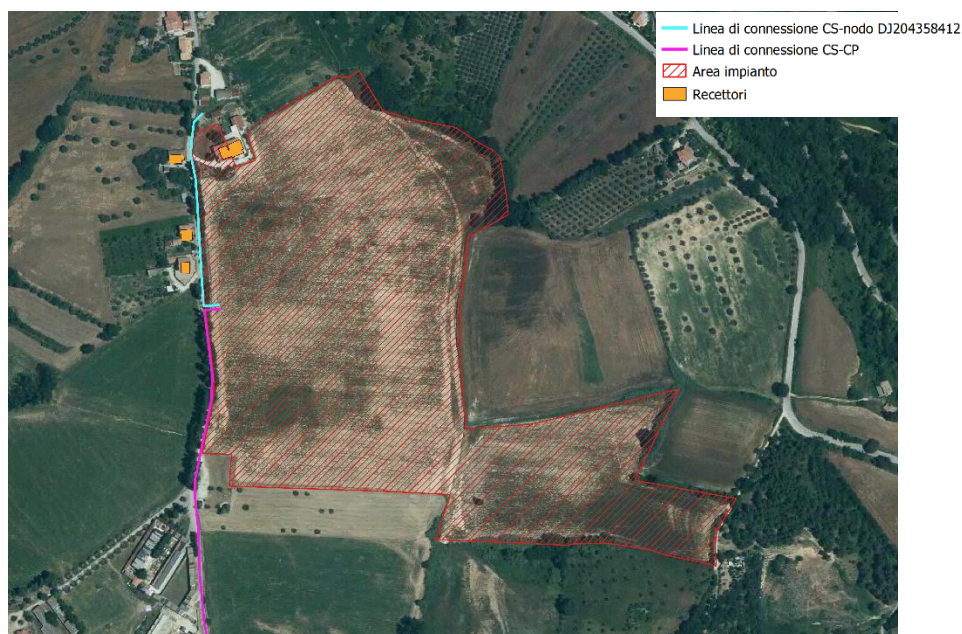 Linea di connessione CS-nodo DJ204358412
Linea di connessione CS-CP
Area impianto
Recettori